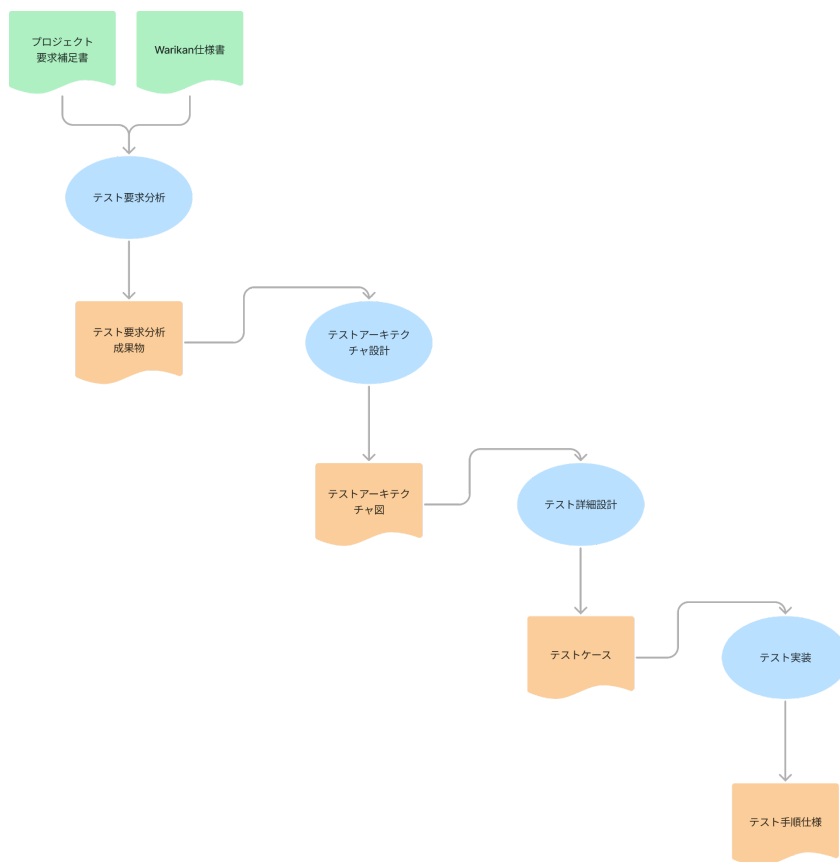 プロジェクト
要求補足書
Warikan仕様書
テスト要求分析
テスト要求分析
成果物
テストアーキテク
チャ設計
テストアーキテク
チャ図
テスト詳細設計
テストケース
テスト実装
テスト手順仕様